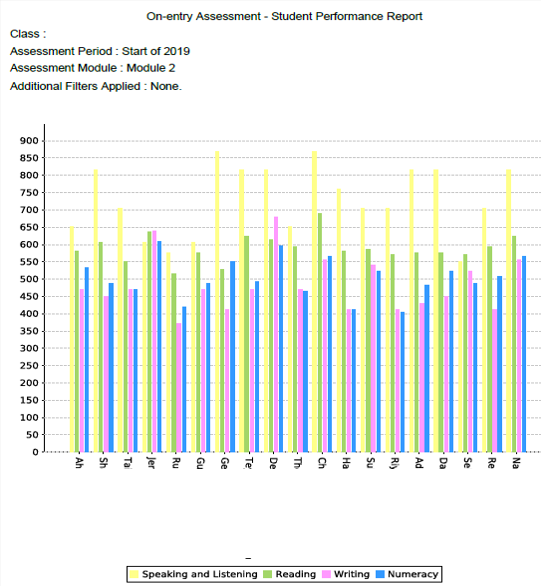 On-entry Assessment - Student Performance Report
Class :
Assessment Period : Start of 2019
Assessment Module : Module 2
Additional Filters Applied : None.
900
850
800
750
700
650
600
550
500
450
400
350
300
250
200
150
100
50
0
Ah Sh Tai Jer Ru Gu Ge Te De Th Ch Ha Su Ad Da Se Re Na
Speaking and Listening Reading Writing Numeracy